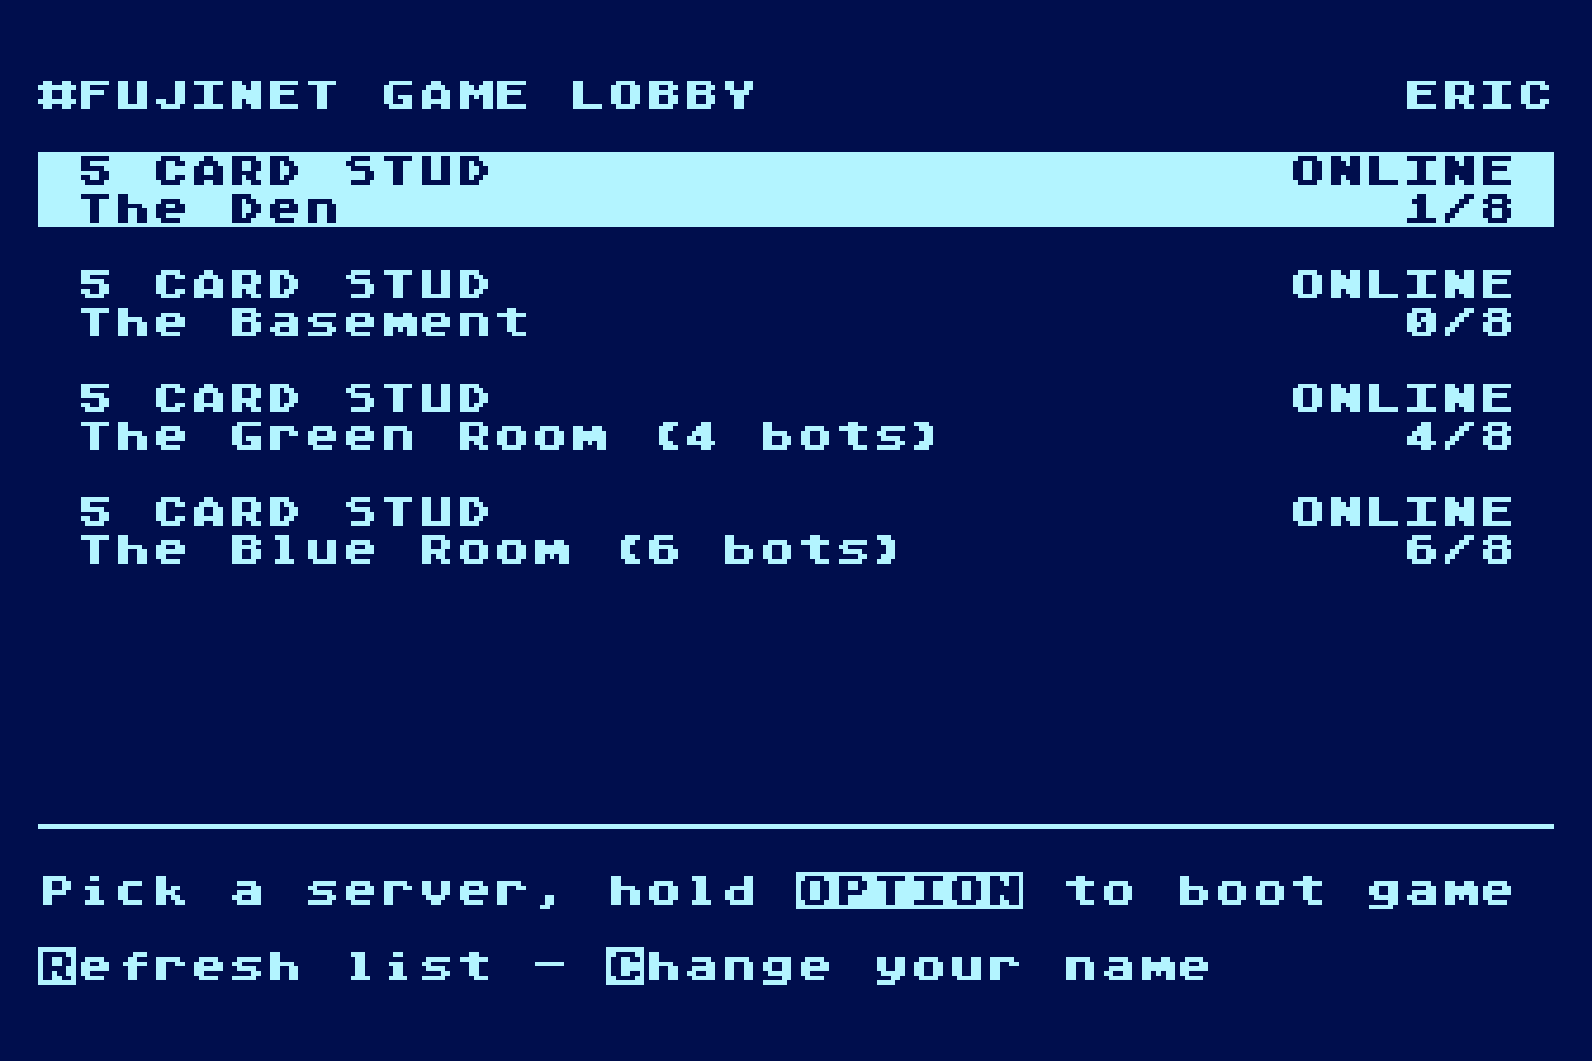 #FUJINET GAME LOBBY ERIC
5 CARD STUD ONLINE
The Den 1/8
5 CARD STUD ONLINE
The Basement 0/8
5 CARD STUD ONLINE
The Green Room (4 bots) 4/8
5 CARD STUD ONLINE
The Blue Room (6 bots) 6/8
Pick a server, hold OPTION to boot game
Refresh list - Change your name